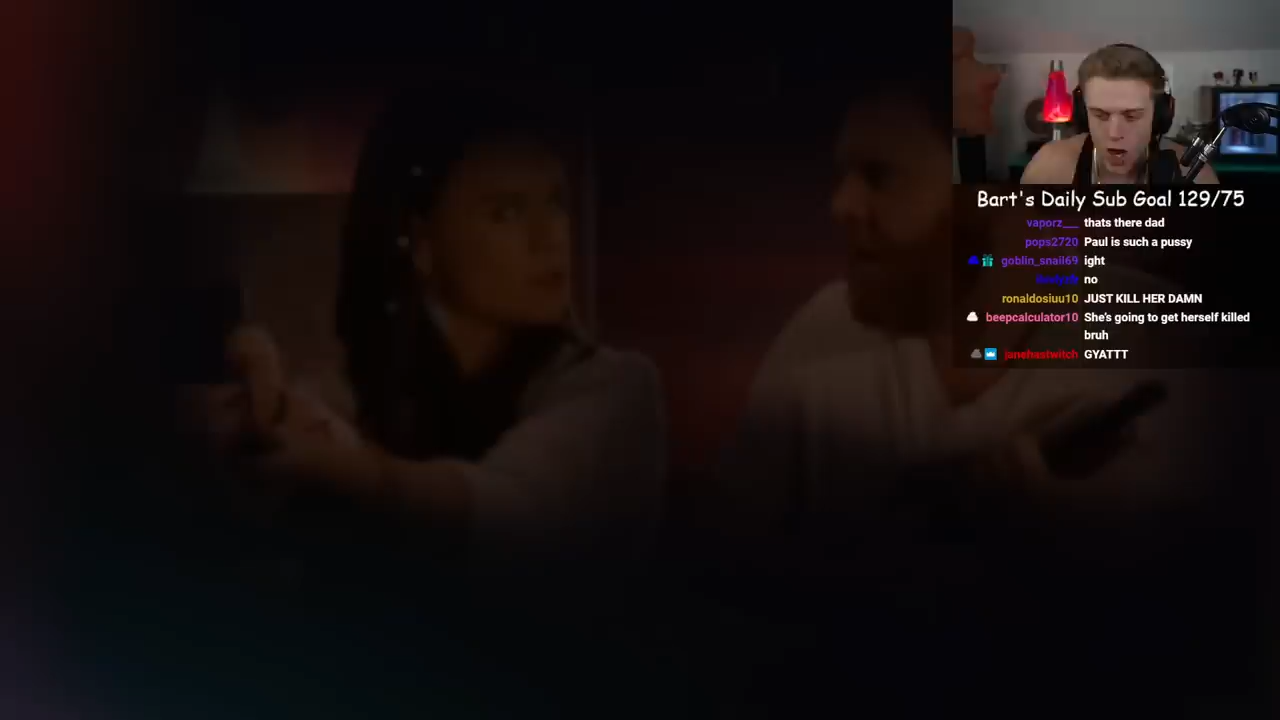 Bart's Daily Sub Goal 129/75
vaporz___ thats there dad
pops2720 Paul is such a pussy
goblin_snail69 ight
no
ronaldosiuu10 JUST KILL HER DAMN
beepcalculator10 She's going to get herself killed
bruh
janehastwitch GYATTT